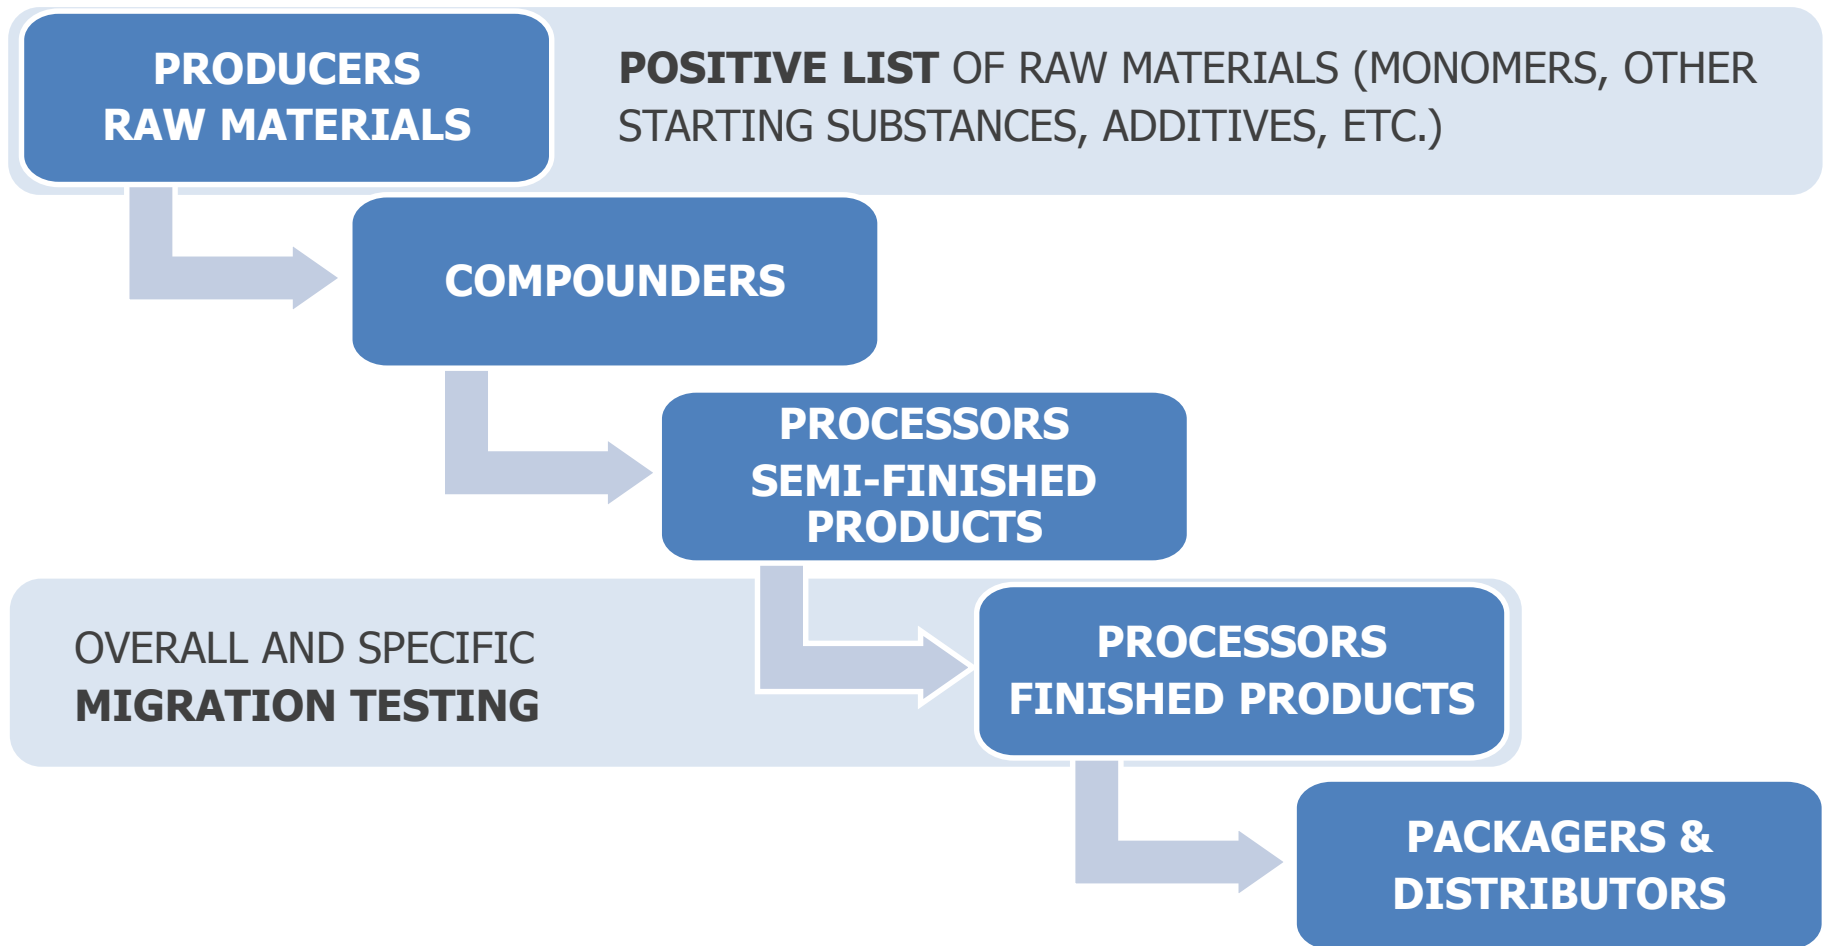 PRODUCERS
RAW MATERIALS
POSITIVE LIST OF RAW MATERIALS (MONOMERS, OTHER
STARTING SUBSTANCES, ADDITIVES, ETC.)
COMPOUNDERS
PROCESSORS
SEMI-FINISHED
PRODUCTS
OVERALL AND SPECIFIC
MIGRATION TESTING
PROCESSORS
FINISHED PRODUCTS
PACKAGERS &
DISTRIBUTORS